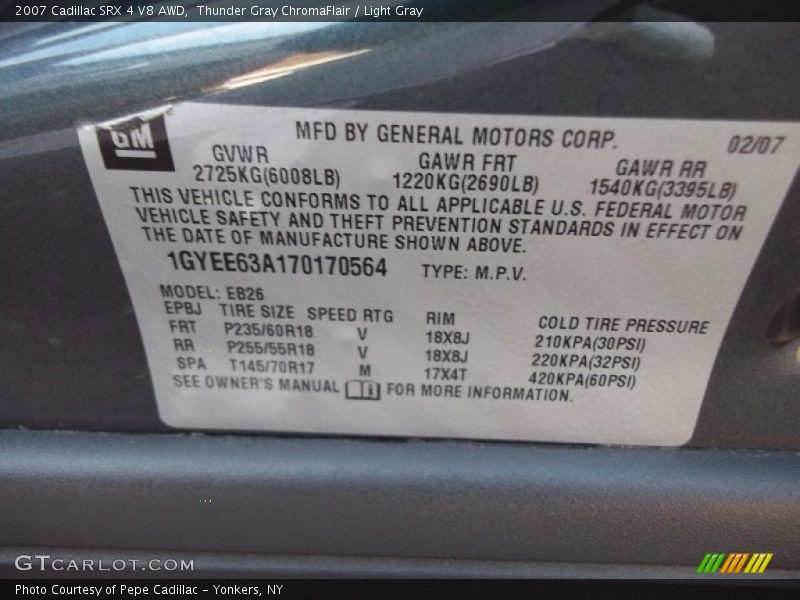 2007 Cadillac SRX 4 V8 AWD,  Thunder Gray ChromaFlair / Light Gray
GM
MFD BY GENERAL MOTORS CORP. 02/07
GVWR GAWR FRT GAWR RR
2725KG(6008LB) 1220KG(2690LB) 1540KG(3395LB)
THIS VEHICLE CONFORMS TO ALL APPLICABLE U.S. FEDERAL MOTOR
VEHICLE SAFETY AND THEFT PREVENTION STANDARDS IN EFFECT ON
THE DATE OF MANUFACTURE SHOWN ABOVE.
1GYEE63A170170564 TYPE: M.P.V.
MODEL: EB26
EPBJ TIRE SIZE SPEED RTG RIM COLD TIRE PRESSURE
FRT P235/60R18 V 18X8J 210KPA(30PSI)
RR P255/55R18 V 18X8J 220KPA(32PSI)
SPA T145/70R17 M 17X4T 420KPA(60PSI)
SEE OWNER'S MANUAL FOR MORE INFORMATION.
GTCARLOT.COM
Photo Courtesy of Pepe Cadillac – Yonkers, NY